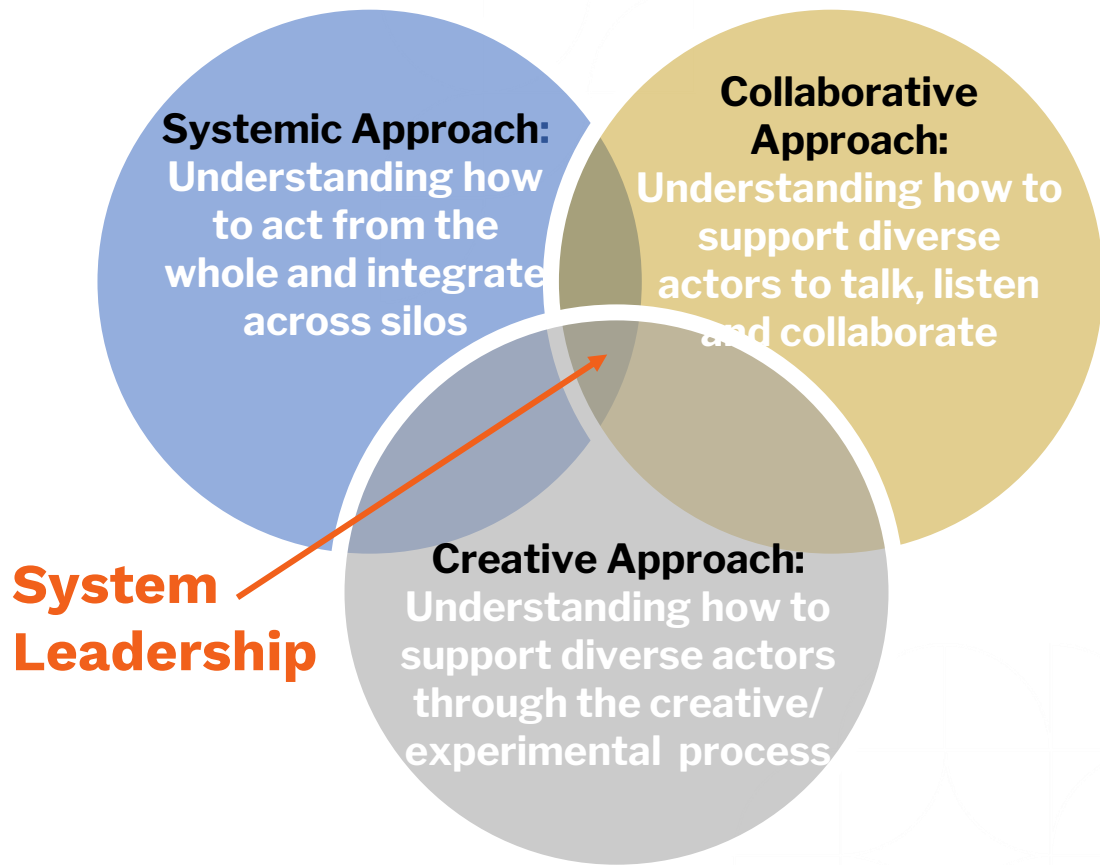 Systemic Approach:
Understanding how
to act from the
whole and integrate
across silos
Collaborative
Approach:
Understanding how to
support diverse
actors to talk, listen
and collaborate
Creative Approach:
Understanding how to
support diverse actors
through the creative/
experimental  process
System
Leadership